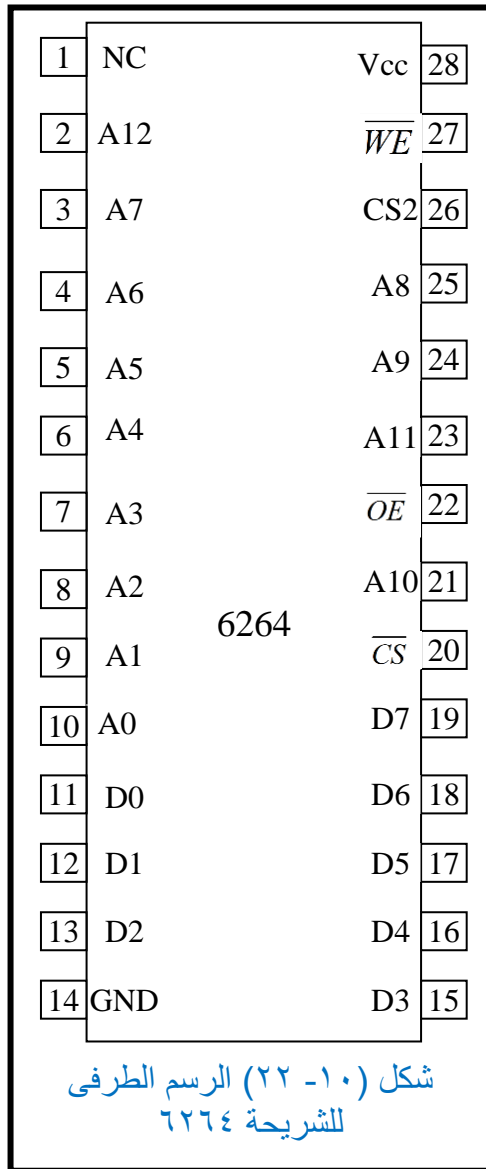 1 NC Vcc 28
2 A12 W̅E̅ 27
3 A7 CS2 26
4 A6 A8 25
5 A5 A9 24
6 A4 A11 23
7 A3 O̅E̅ 22
8 A2 A10 21
6264
9 A1 C̅S̅ 20
10 A0 D7 19
11 D0 D6 18
12 D1 D5 17
13 D2 D4 16
14 GND D3 15
شكل (١٠- ٢٢) الرسم الطرفى
للشريحة ٦٢٦٤